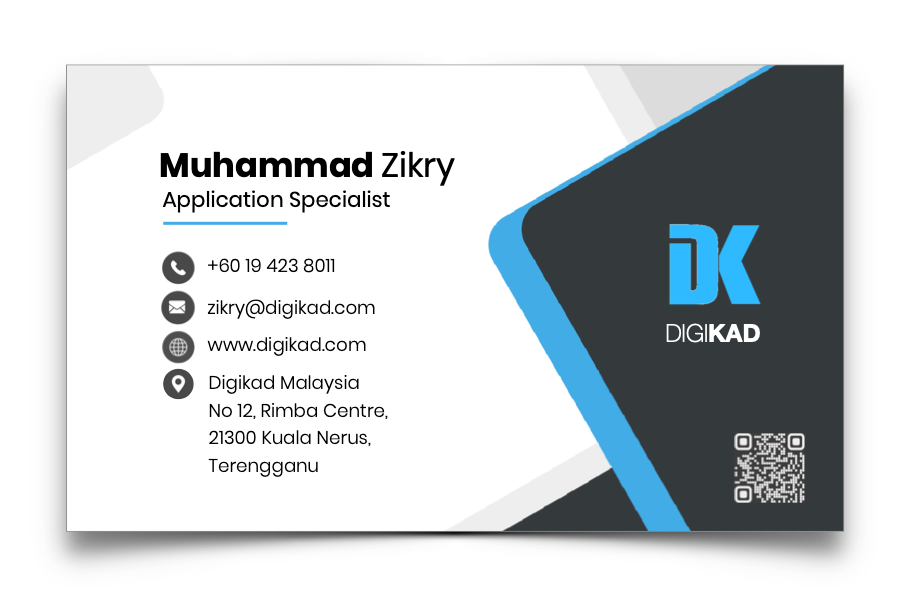 Muhammad Zikry
Application Specialist
+60 19 423 8011
zikry@digikad.com
www.digikad.com
Digikad Malaysia
No 12, Rimba Centre,
21300 Kuala Nerus,
Terengganu
DK
DIGIKAD